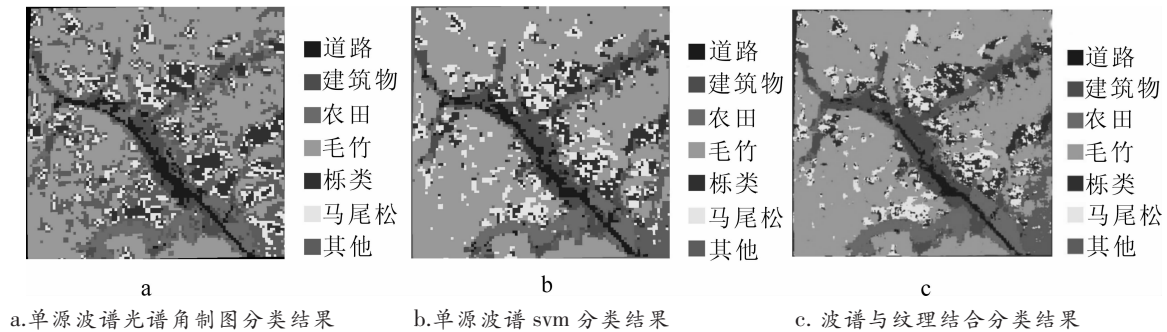 道路
建筑物
农田
毛竹
栎类
马尾松
其他
a
道路
建筑物
农田
毛竹
栎类
马尾松
其他
b
道路
建筑物
农田
毛竹
栎类
马尾松
其他
c
a.单源波谱光谱角制图分类结果
b.单源波谱 svm 分类结果
c. 波谱与纹理结合分类结果